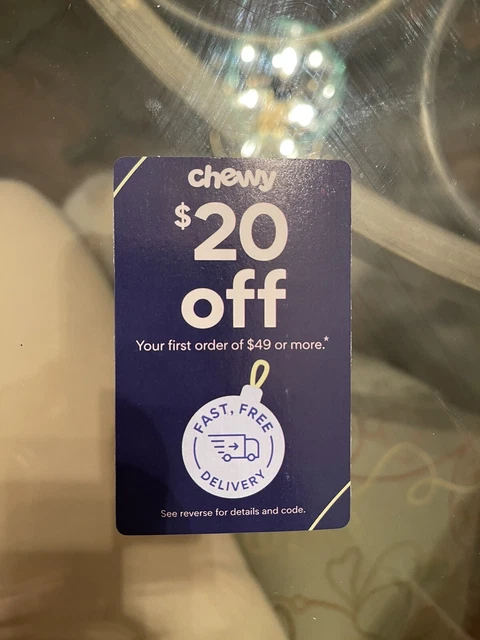 chewy
$20
off
Your first order of $49 or more.*
FAST, FREE
DELIVERY
See reverse for details and code.